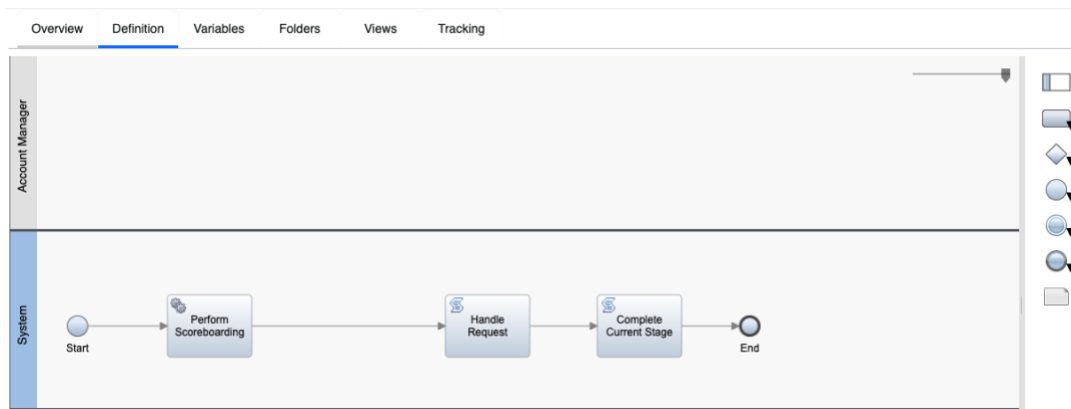 Overview Definition Variables Folders Views Tracking
Account Manager
System
Start
Perform
Scoreboarding
Handle
Request
Complete
Current Stage
End